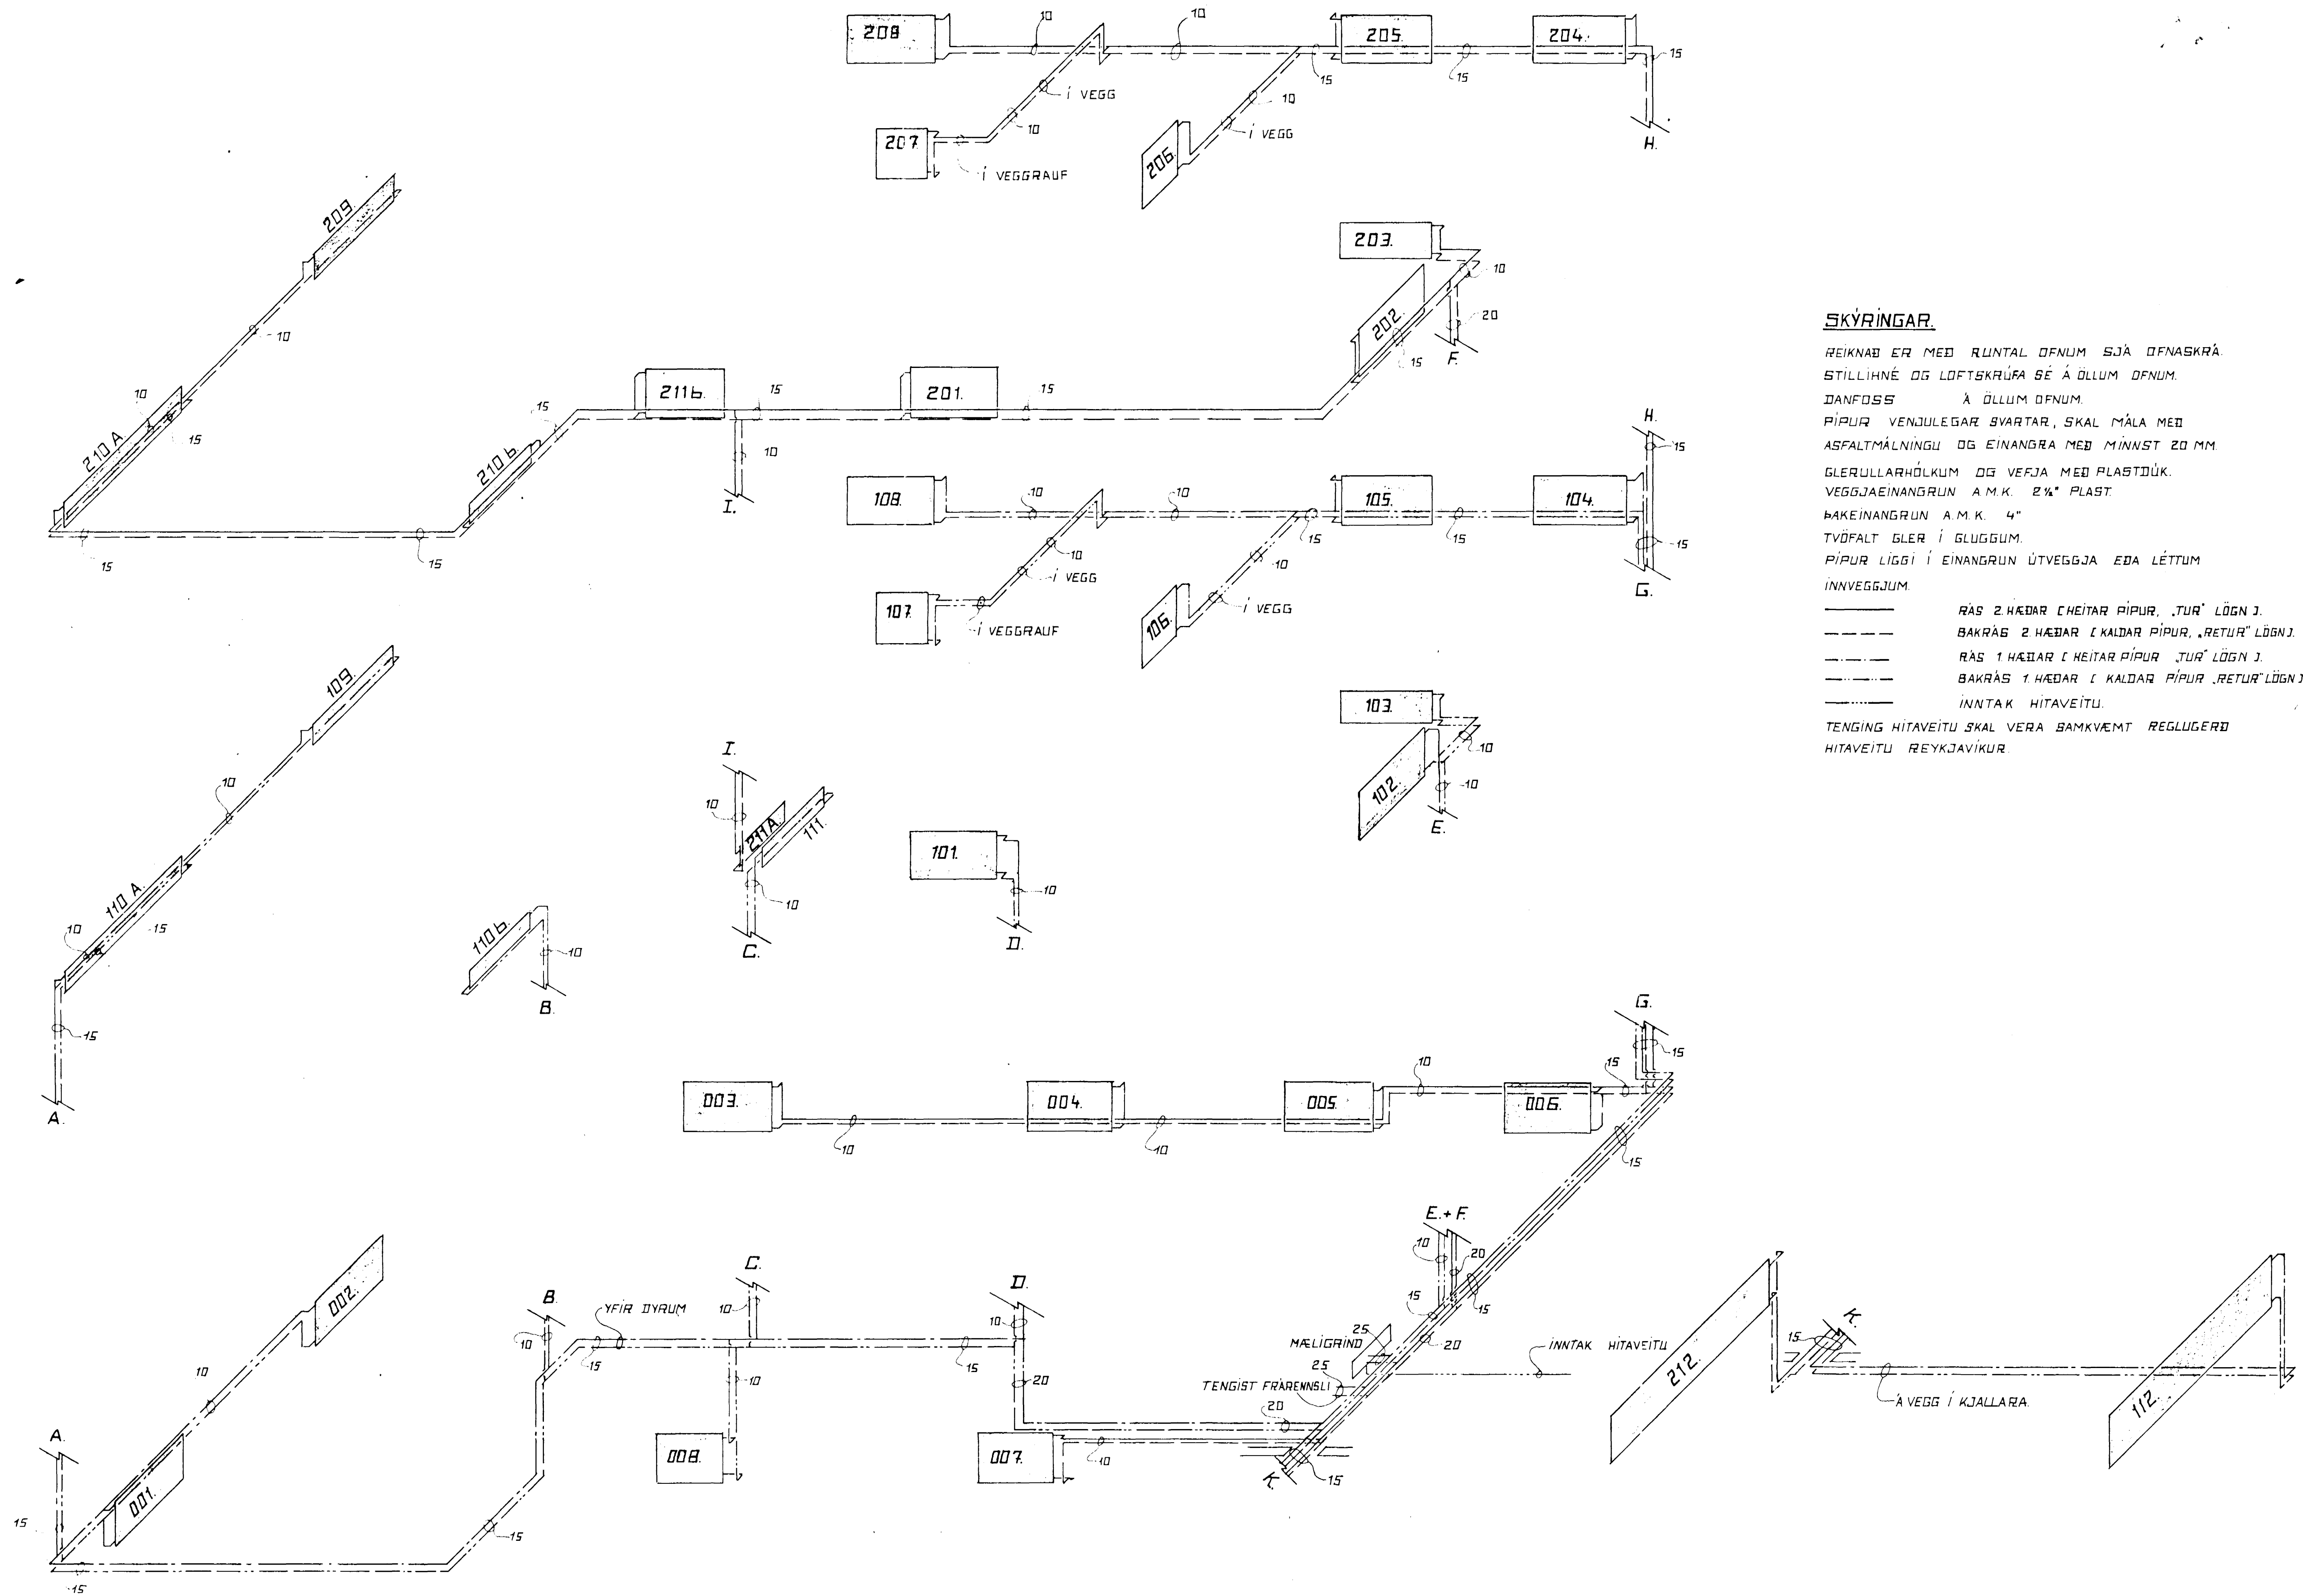 208
10
10
205.
204.
15
15
15
Í VEGG
10
10
Í VEGG
207.
Í VEGGRAUF
206.
H.
209.
10
203.
10
202.
20
15
F.
10
15
210 A
15
15
210 b.
15
211b.
15
201.
15
10
I.
H.
15
108.
10
10
105.
104.
15
15
15
10
10
Í VEGG
Í VEGG
107.
Í VEGGRAUF
106.
G.
109.
10
103.
10
102.
10
E.
I.
10
211A.
111.
10
C.
101.
10
D.
110 A.
10
15
110b.
10
B.
15
A.
G.
15
003.
004.
005.
006.
10
15
10
10
15
E.+F.
10
20
15
15
20
002.
10
001.
A.
15
15
B.
10
15
YFIR DYRUM
C.
10
15
D.
10
20
10
15
008.
007.
10
20
MÆLIGRIND
25
25
TENGIST FRÁRENNSLI
INNTAK HITAVEITU
K.
15
212.
15
K.
Á VEGG Í KJALLARA.
112.
SKÝRINGAR.
REIKNAÐ ER MEÐ RUNTAL OFNUM SJÁ OFNASKRÁ.
STILLIHNÉ OG LOFTSKRÚFA SÉ Á ÖLLUM OFNUM.
DANFOSS Á ÖLLUM OFNUM.
PÍPUR VENJULEGAR SVARTAR, SKAL MÁLA MEÐ
ASFALTMÁLNINGU OG EINANGRA MEÐ MINNST 20 MM.
GLERULLARHÓLKUM OG VEFJA MEÐ PLASTDÚK.
VEGGJAEINANGRUN A.M.K. 2½" PLAST.
ÞAKEINANGRUN A.M.K. 4"
TVÖFALT GLER Í GLUGGUM.
PÍPUR LIGGI Í EINANGRUN ÚTVEGGJA EÐA LÉTTUM
INNVEGGJUM.
RÁS 2. HÆÐAR [HEITAR PÍPUR, „TUR" LÖGN].
BAKRÁS 2. HÆÐAR [KALDAR PÍPUR, „RETUR" LÖGN].
RÁS 1. HÆÐAR [HEITAR PÍPUR „TUR" LÖGN].
BAKRÁS 1. HÆÐAR [KALDAR PÍPUR „RETUR" LÖGN]
INNTAK HITAVEITU.
TENGING HITAVEITU SKAL VERA SAMKVÆMT REGLUGERÐ
HITAVEITU REYKJAVÍKUR.